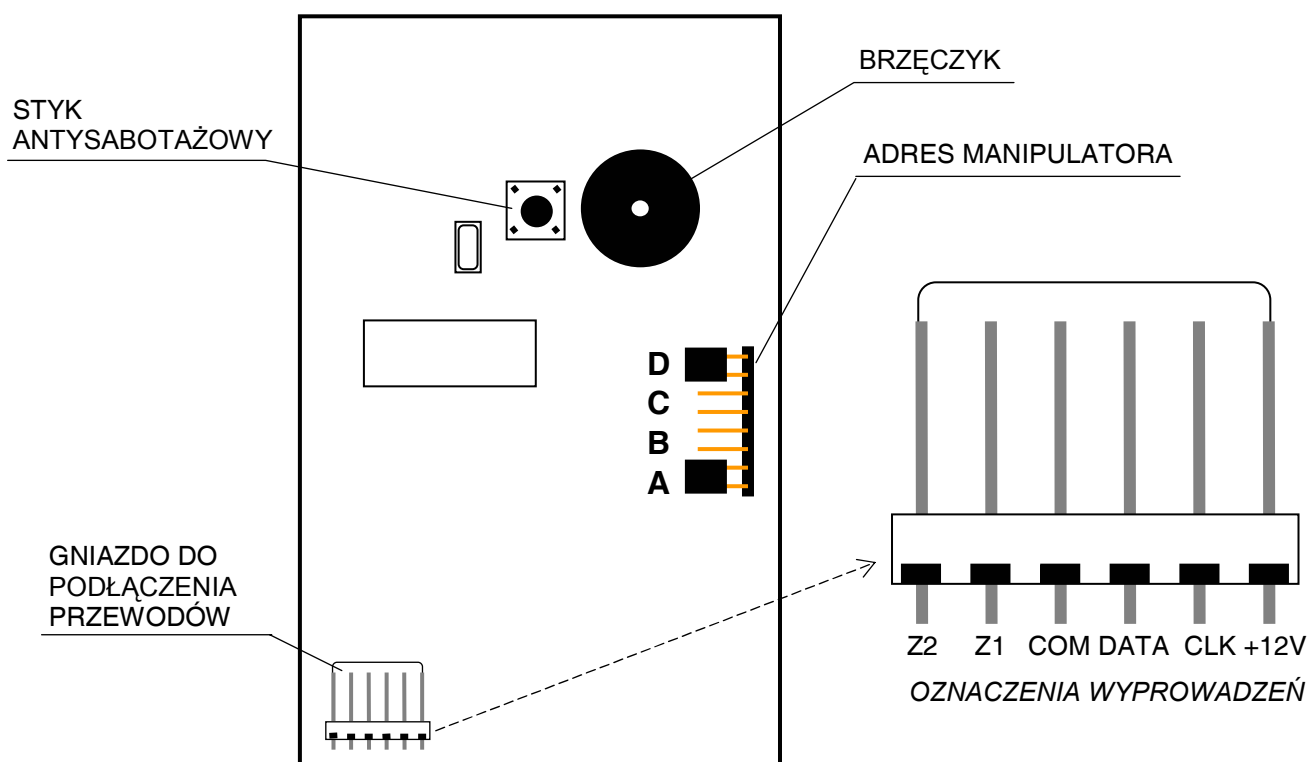 BRZĘCZYK
STYK
ANTYSABOTAŻOWY
ADRES MANIPULATORA
D
C
B
A
GNIAZDO DO
PODŁĄCZENIA
PRZEWODÓW
Z2 Z1 COM DATA CLK +12V
OZNACZENIA WYPROWADZEŃ